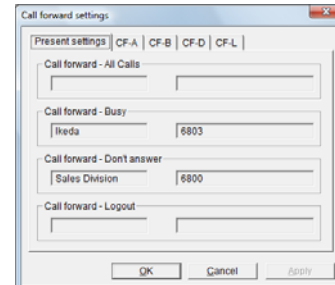 Call forward settings
Present settings CF-A CF-B CF-D CF-L
Call forward - All Calls
Call forward - Busy
Ikeda 6803
Call forward - Don't answer
Sales Division 6800
Call forward - Logout
OK Cancel Apply